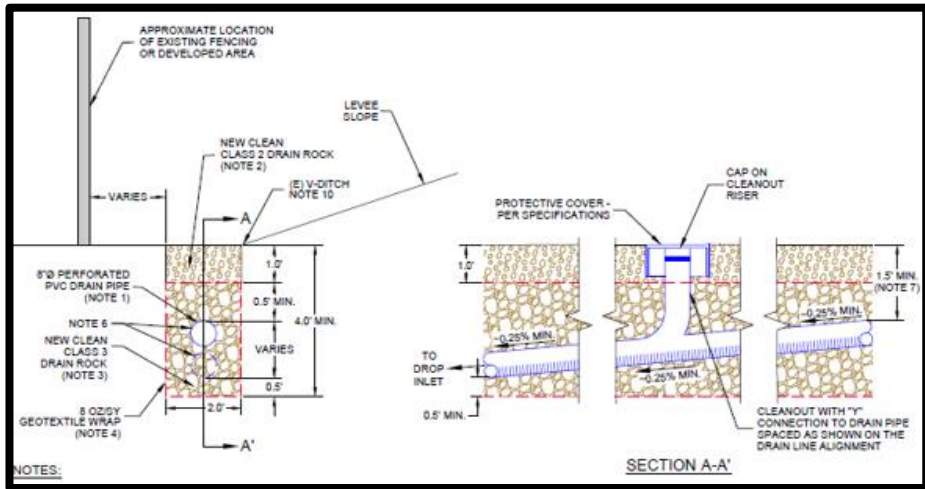 APPROXIMATE LOCATION
OF EXISTING FENCING
OR DEVELOPED AREA
LEVEE
SLOPE
NEW CLEAN
CLASS 2 DRAIN ROCK
(NOTE 2)
(E) V-DITCH
NOTE 10
VARIES
A
8"Ø PERFORATED
PVC DRAIN PIPE
(NOTE 1)
NOTE 6
NEW CLEAN
CLASS 3
DRAIN ROCK
(NOTE 3)
8 OZ/SY
GEOTEXTILE WRAP
(NOTE 4)
1.0'
0.5' MIN.
4.0' MIN.
VARIES
0.5'
2.0'
A'
NOTES:
CAP ON
CLEANOUT
RISER
PROTECTIVE COVER -
PER SPECIFICATIONS
1.0'
1.5' MIN.
(NOTE 7)
~0.25% MIN.
~0.25% MIN.
~0.25% MIN.
TO
DROP
INLET
0.5' MIN.
CLEANOUT WITH "Y"
CONNECTION TO DRAIN PIPE
SPACED AS SHOWN ON THE
DRAIN LINE ALIGNMENT
SECTION A-A'